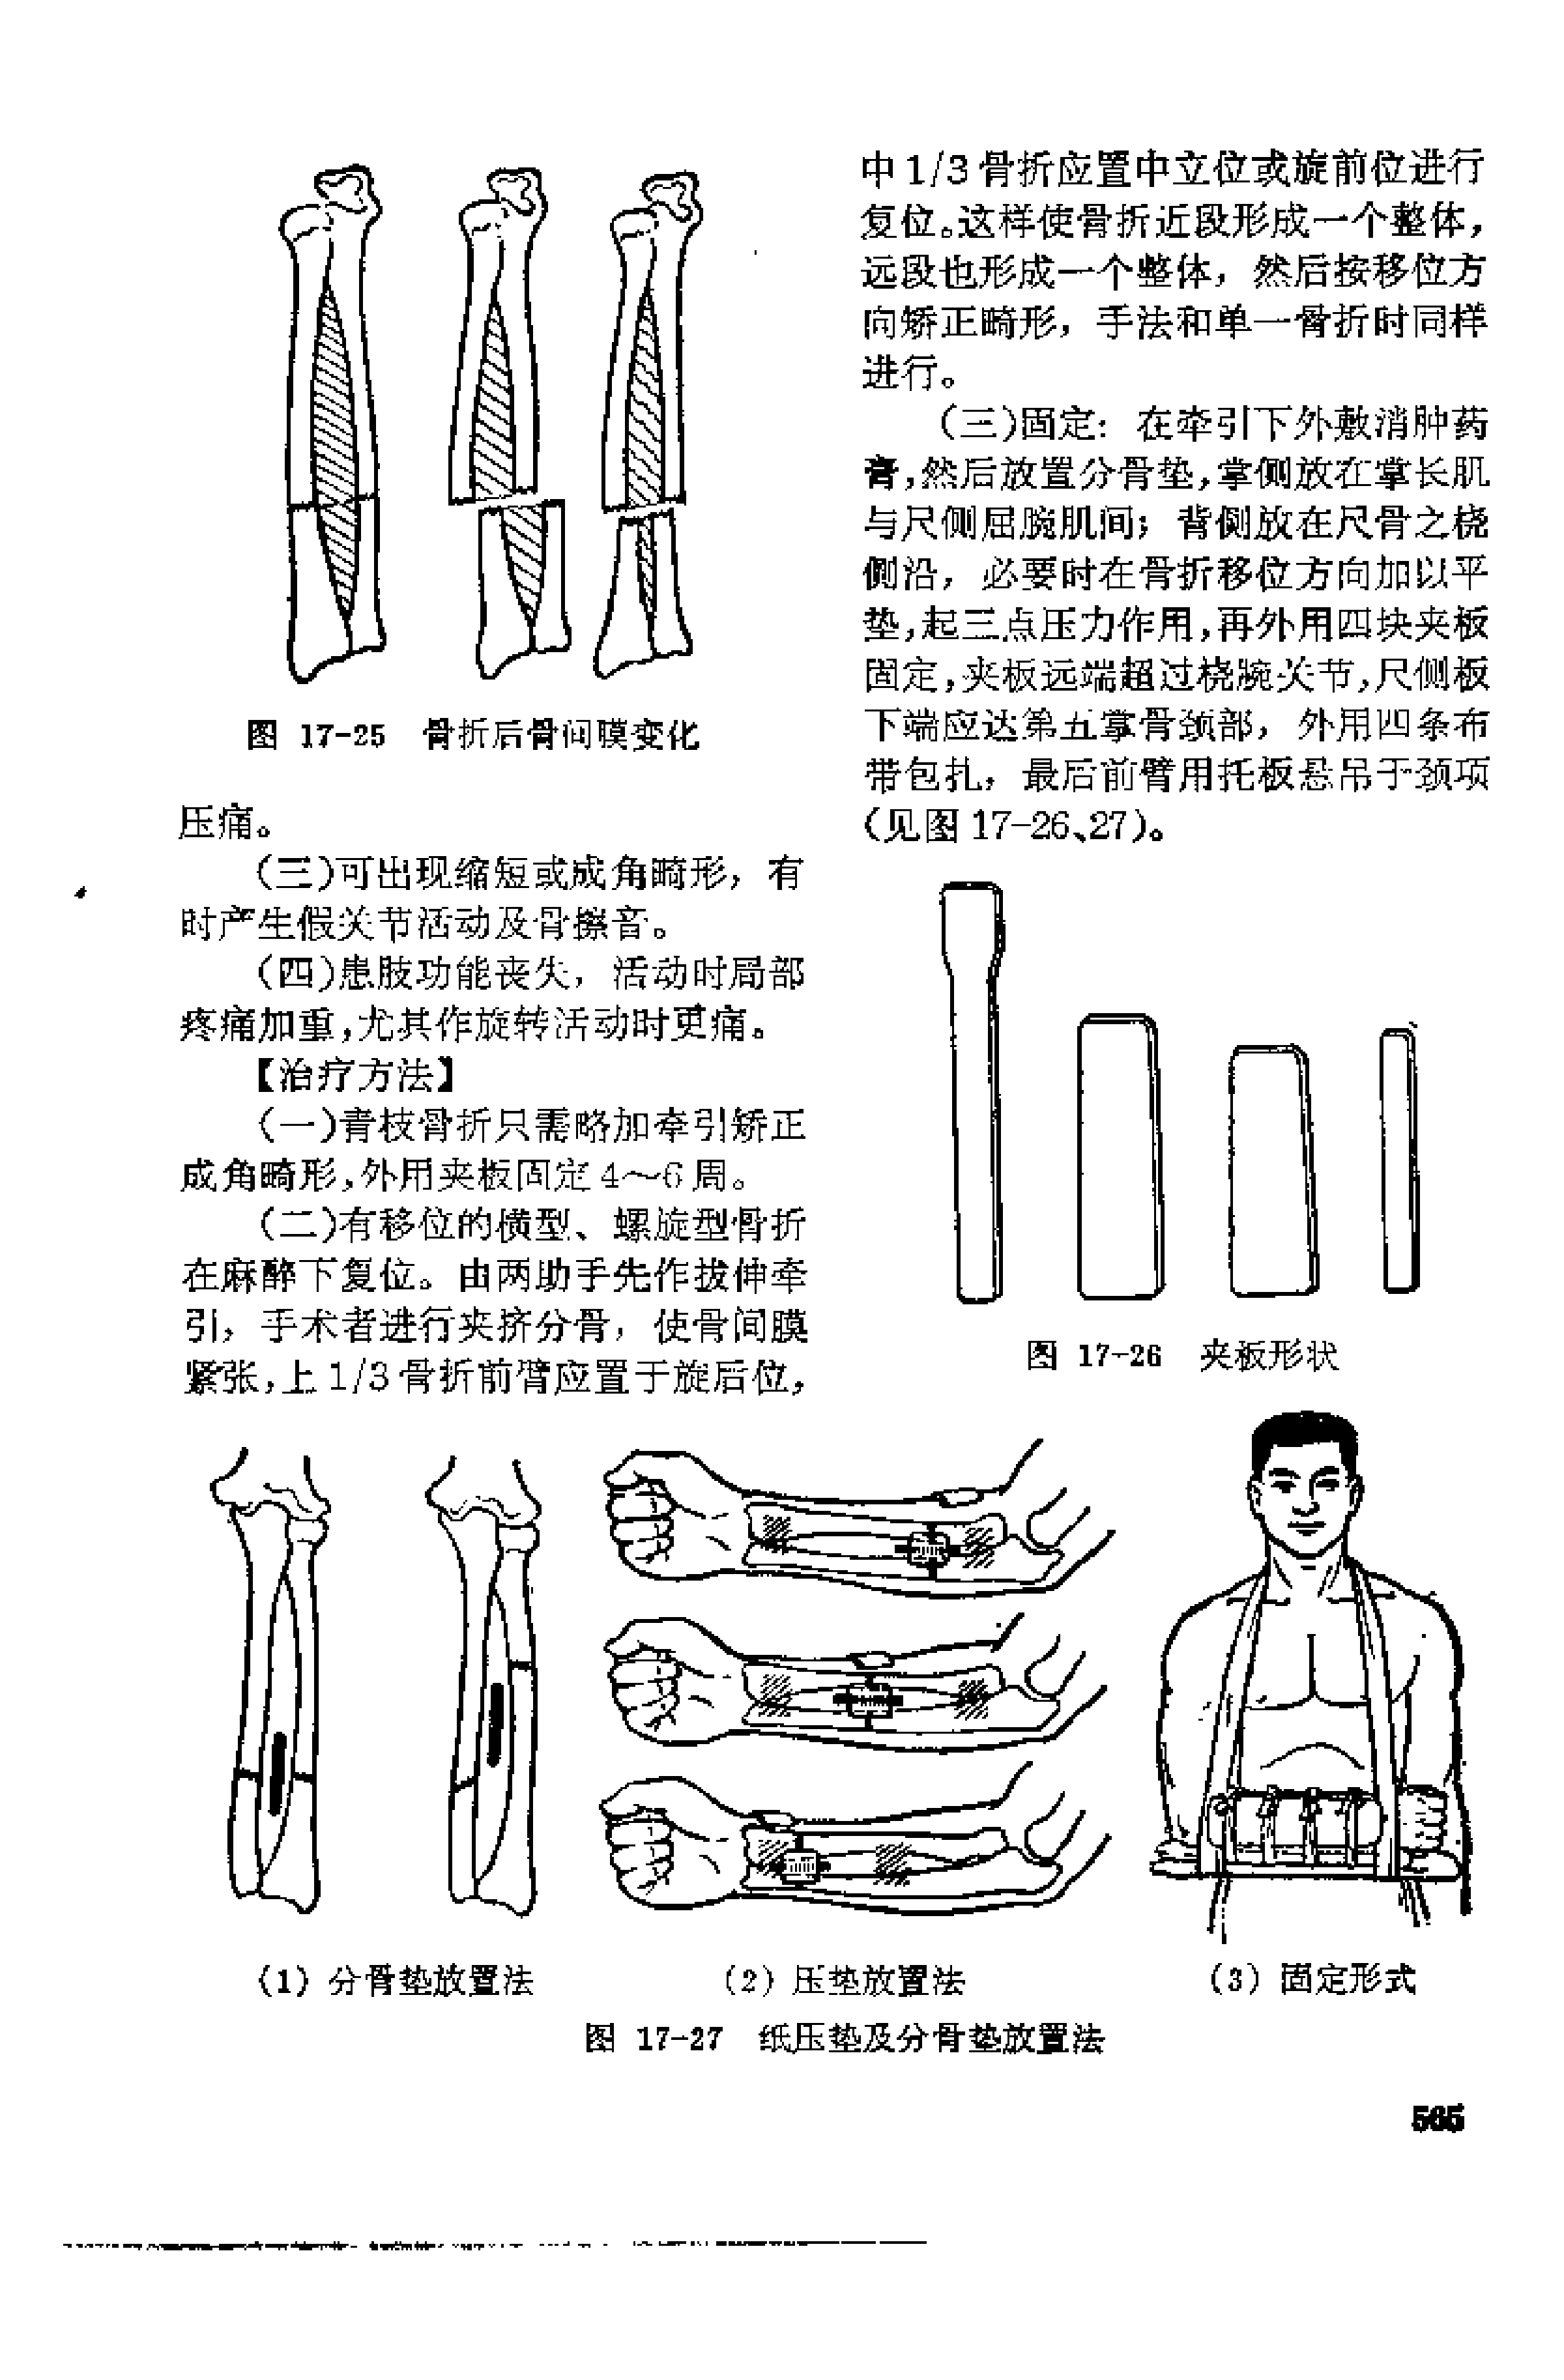 图 17-25 骨折后骨间膜变化
压痛。
(三)可出现缩短或成角畸形，有
时产生假关节活动及骨擦音。
(四)患肢功能丧失，活动时局部
疼痛加重，尤其作旋转活动时更痛。
【治疗方法】
(一)青枝骨折只需略加牵引矫正
成角畸形，外用夹板固定4～6周。
(二)有移位的横型、螺旋型骨折
在麻醉下复位。由两助手先作拔伸牵
引，手术者进行夹挤分骨，使骨间膜
紧张，上1/3骨折前臂应置于旋后位，
中1/3骨折应置中立位或旋前位进行
复位。这样使骨折近段形成一个整体，
远段也形成一个整体，然后按移位方
向矫正畸形，手法和单一骨折时同样
进行。
(三)固定：在牵引下外敷消肿药
膏，然后放置分骨垫，掌侧放在掌长肌
与尺侧屈腕肌间；背侧放在尺骨之桡
侧沿，必要时在骨折移位方向加以平
垫，起三点压力作用，再外用四块夹板
固定，夹板远端超过桡腕关节，尺侧板
下端应达第五掌骨颈部，外用四条布
带包扎，最后前臂用托板悬吊于颈项
(见图17-26、27)。
图 17-26 夹板形状
(1) 分骨垫放置法
(2) 压垫放置法
(3) 固定形式
图 17-27 纸压垫及分骨垫放置法
565